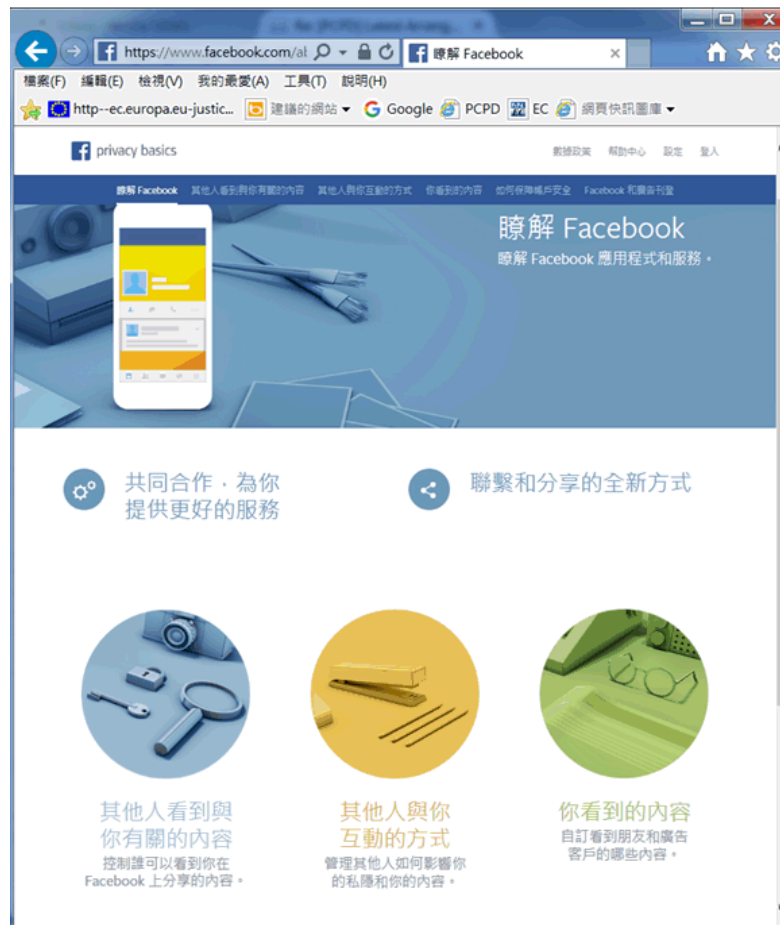 https://www.facebook.com/al
瞭解 Facebook
檔案(F) 編輯(E) 檢視(V) 我的最愛(A) 工具(T) 說明(H)
http--ec.europa.eu-justic... 建議的網站 Google PCPD EC 網頁快訊圖庫
privacy basics
數據政策 幫助中心 設定 登入
瞭解 Facebook 其他人看到與你有關的內容 其他人與你互動的方式 你看到的內容 如何保障帳戶安全 Facebook 和廣告刊登
瞭解 Facebook
瞭解 Facebook 應用程式和服務。
共同合作，為你
提供更好的服務
聯繫和分享的全新方式
其他人看到與
你有關的內容
控制誰可以看到你在
Facebook 上分享的內容。
其他人與你
互動的方式
管理其他人如何影響你
的私隱和你的內容。
你看到的內容
自訂看到朋友和廣告
客戶的哪些內容。